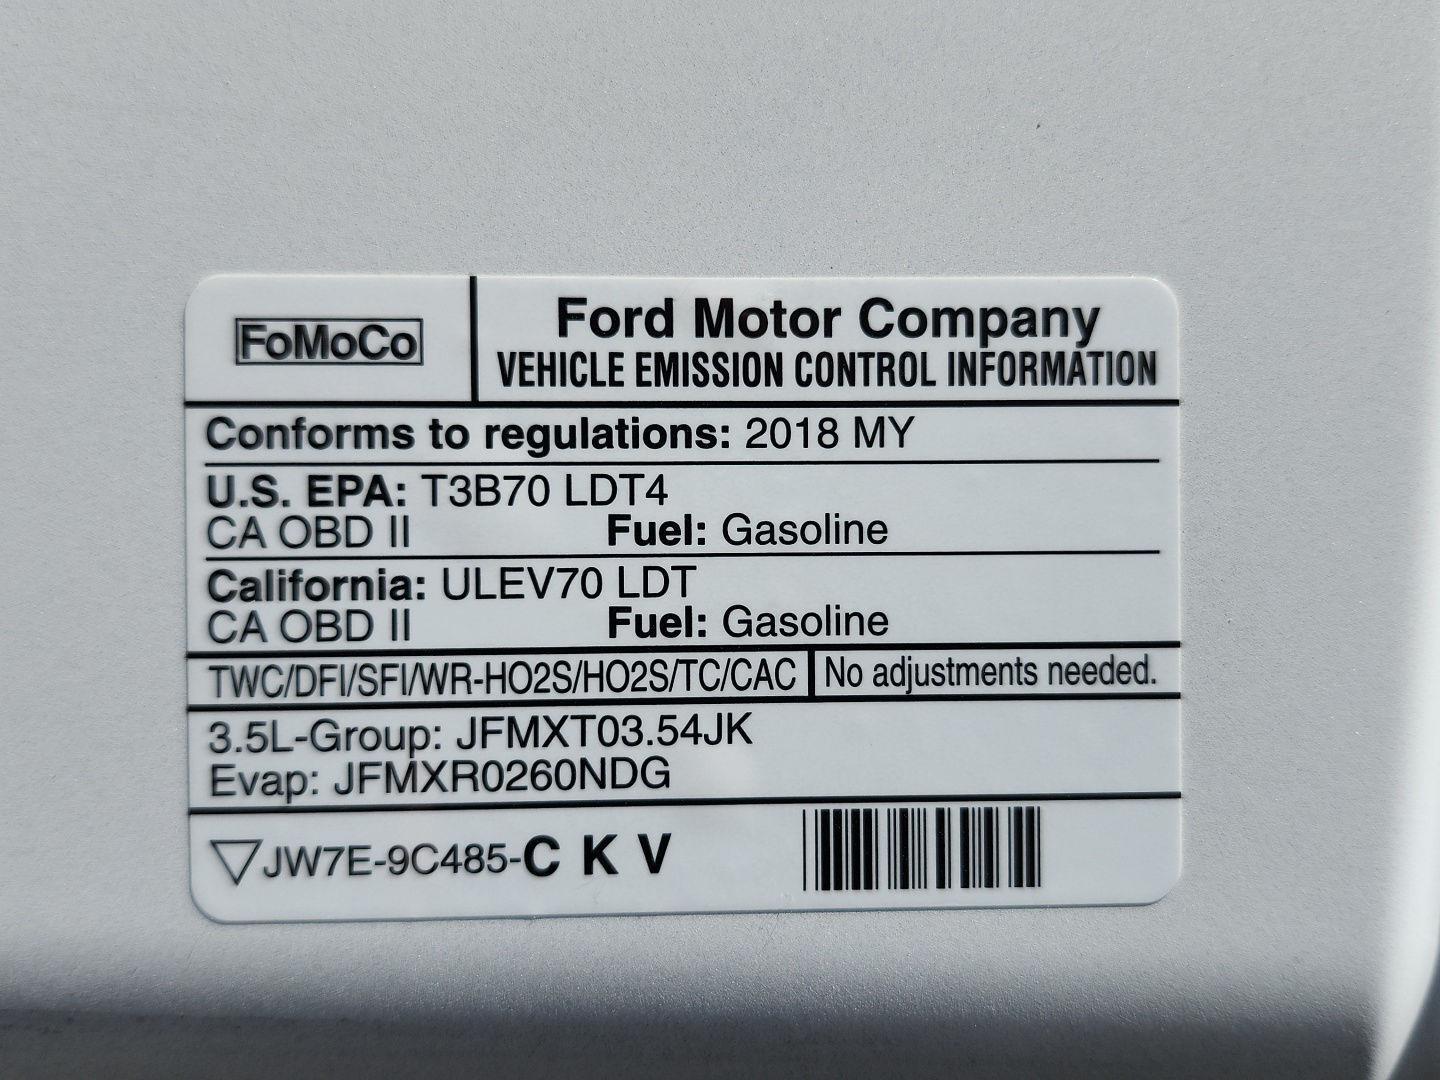 FoMoCo
Ford Motor Company
VEHICLE EMISSION CONTROL INFORMATION
Conforms to regulations: 2018 MY
U.S. EPA: T3B70 LDT4
CA OBD II Fuel: Gasoline
California: ULEV70 LDT
CA OBD II Fuel: Gasoline
TWC/DFI/SFI/WR-HO2S/HO2S/TC/CAC No adjustments needed.
3.5L-Group: JFMXT03.54JK
Evap: JFMXR0260NDG
JW7E-9C485-C K V